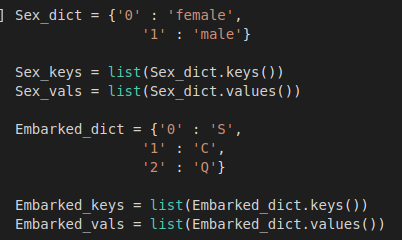 ] Sex_dict = {'0' : 'female',
'1' : 'male'}
Sex_keys = list(Sex_dict.keys())
Sex_vals = list(Sex_dict.values())
Embarked_dict = {'0' : 'S',
'1' : 'C',
'2' : 'Q'}
Embarked_keys = list(Embarked_dict.keys())
Embarked_vals = list(Embarked_dict.values())